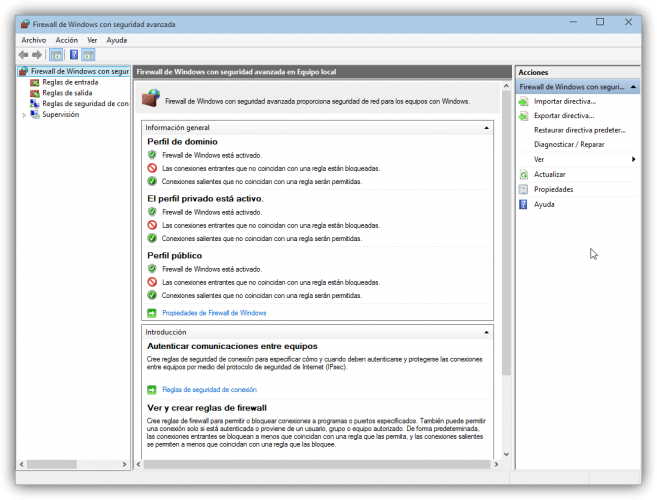 Firewall de Windows con seguridad avanzada
Archivo Acción Ver Ayuda
Firewall de Windows con segur
Reglas de entrada
Reglas de salida
Reglas de seguridad de con
Supervisión
Firewall de Windows con seguridad avanzada en Equipo local
Firewall de Windows con seguridad avanzada proporciona seguridad de red para los equipos con Windows.
Información general
Perfil de dominio
Firewall de Windows está activado.
Las conexiones entrantes que no coincidan con una regla están bloqueadas.
Conexiones salientes que no coincidan con una regla serán permitidas.
El perfil privado está activo.
Firewall de Windows está activado.
Las conexiones entrantes que no coincidan con una regla están bloqueadas.
Conexiones salientes que no coincidan con una regla serán permitidas.
Perfil público
Firewall de Windows está activado.
Las conexiones entrantes que no coincidan con una regla están bloqueadas.
Conexiones salientes que no coincidan con una regla serán permitidas.
Propiedades de Firewall de Windows
Introducción
Autenticar comunicaciones entre equipos
Cree reglas de seguridad de conexión para especificar cómo y cuando deben autenticarse y protegerse las conexiones
entre equipos por medio del protocolo de seguridad de Internet (IPsec).
Reglas de seguridad de conexión
Ver y crear reglas de firewall
Cree reglas de firewall para permitir o bloquear conexiones a programas o puertos especificados. También puede permitir
una conexión solo si está autenticada o proviene de un usuario, grupo o equipo autorizado. De forma predeterminada,
las conexiones entrantes se bloquean a menos que coincidan con una regla que las permita, y las conexiones salientes
se permiten a menos que coincidan con una regla que las bloquee.
Acciones
Firewall de Windows con seguri...
Importar directiva...
Exportar directiva...
Restaurar directiva predeter...
Diagnosticar / Reparar
Ver
Actualizar
Propiedades
Ayuda